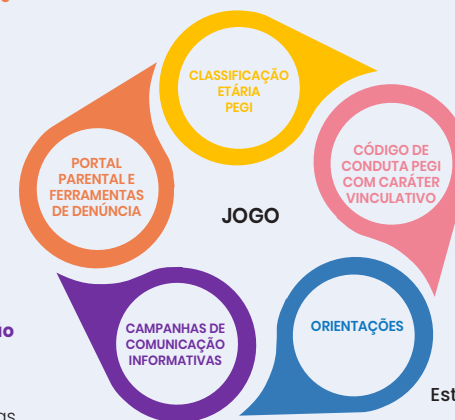 CLASSIFICAÇÃO
ETÁRIA
PEGI
CÓDIGO DE
CONDUTA PEGI
COM CARÁTER
VINCULATIVO
PORTAL
PARENTAL E
FERRAMENTAS
DE DENÚNCIA
JOGO
CAMPANHAS DE
COMUNICAÇÃO
INFORMATIVAS
ORIENTAÇÕES